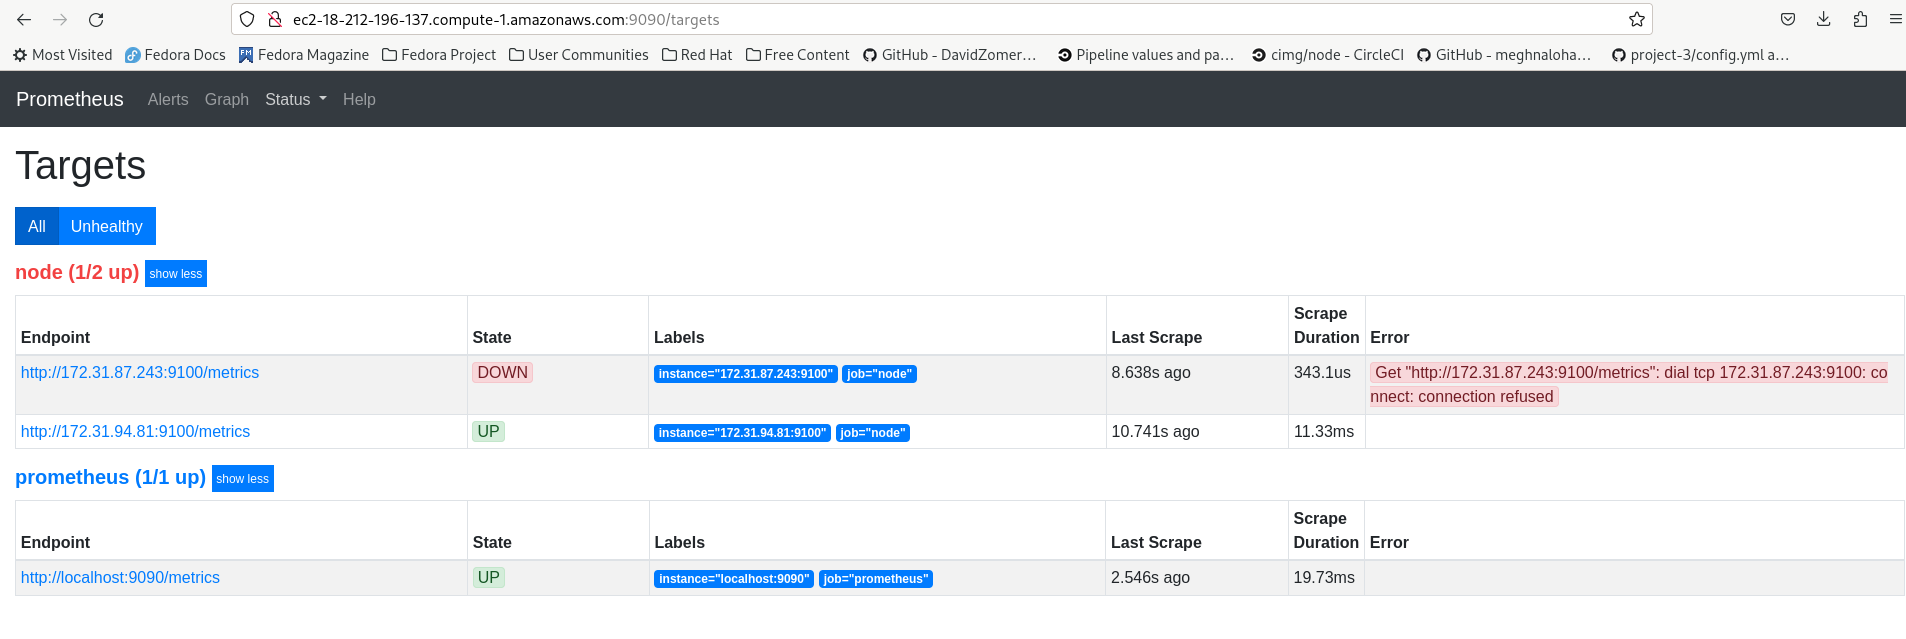 ec2-18-212-196-137.compute-1.amazonaws.com:9090/targets
Most Visited Fedora Docs Fedora Magazine Fedora Project User Communities Red Hat Free Content GitHub - DavidZomer… Pipeline values and pa… cimg/node - CircleCI GitHub - meghnaloha… project-3/config.yml a…
Prometheus Alerts Graph Status Help
Targets
All Unhealthy
node (1/2 up) show less
Endpoint State Labels Last Scrape Scrape Duration Error
http://172.31.87.243:9100/metrics DOWN instance="172.31.87.243:9100" job="node" 8.638s ago 343.1us Get "http://172.31.87.243:9100/metrics": dial tcp 172.31.87.243:9100: co
nnect: connection refused
http://172.31.94.81:9100/metrics UP instance="172.31.94.81:9100" job="node" 10.741s ago 11.33ms
prometheus (1/1 up) show less
Endpoint State Labels Last Scrape Scrape Duration Error
http://localhost:9090/metrics UP instance="localhost:9090" job="prometheus" 2.546s ago 19.73ms